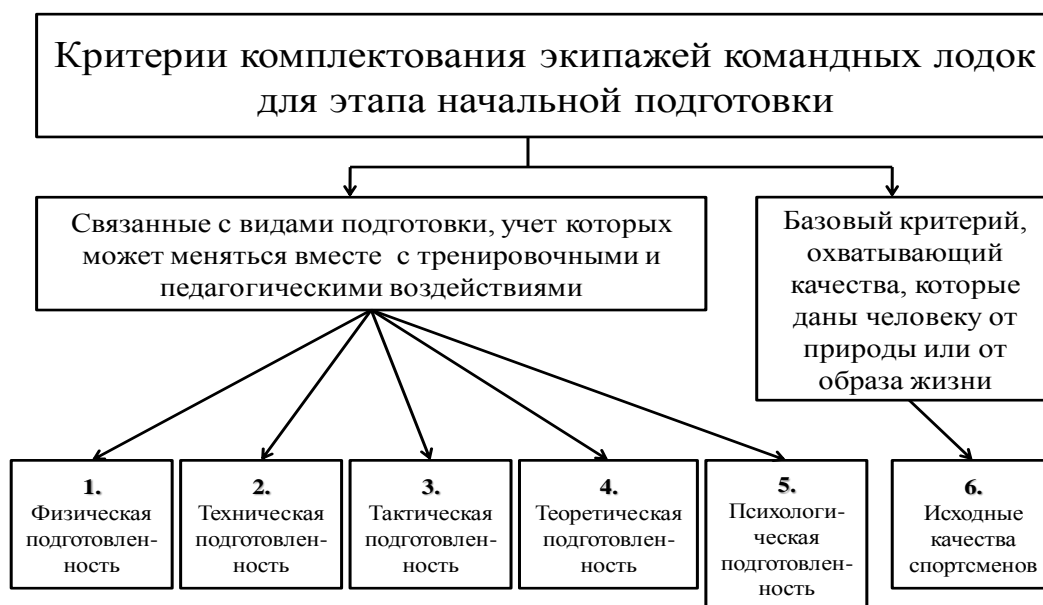 Критерии комплектования экипажей командных лодок
для этапа начальной подготовки
Связанные с видами подготовки, учет которых
может меняться вместе с тренировочными и
педагогическими воздействиями
Базовый критерий,
охватывающий
качества, которые
даны человеку от
природы или от
образа жизни
1.
Физическая
подготовлен-
ность
2.
Техническая
подготовлен-
ность
3.
Тактическая
подготовлен-
ность
4.
Теоретическая
подготовлен-
ность
5.
Психологи-
ческая
подготовлен-
ность
6.
Исходные
качества
спортсменов